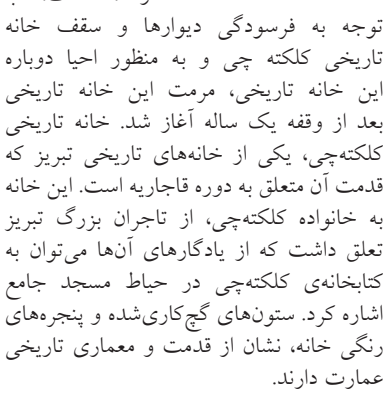 توجه به فرسودگی دیوارها و سقف خانه
تاریخی کلکته چی و به منظور احیا دوباره
این خانه تاریخی، مرمت این خانه تاریخی
بعد از وقفه یک ساله آغاز شد. خانه تاریخی
کلکته‌چی، یکی از خانه‌های تاریخی تبریز که
قدمت آن متعلق به دوره قاجاریه است. این خانه
به خانواده کلکته‌چی، از تاجران بزرگ تبریز
تعلق داشت که از یادگارهای آن‌ها می‌توان به
کتابخانه‌ی کلکته‌چی در حیاط مسجد جامع
اشاره کرد. ستون‌های گچ‌کاری‌شده و پنجره‌های
رنگی خانه، نشان از قدمت و معماری تاریخی
عمارت دارند.